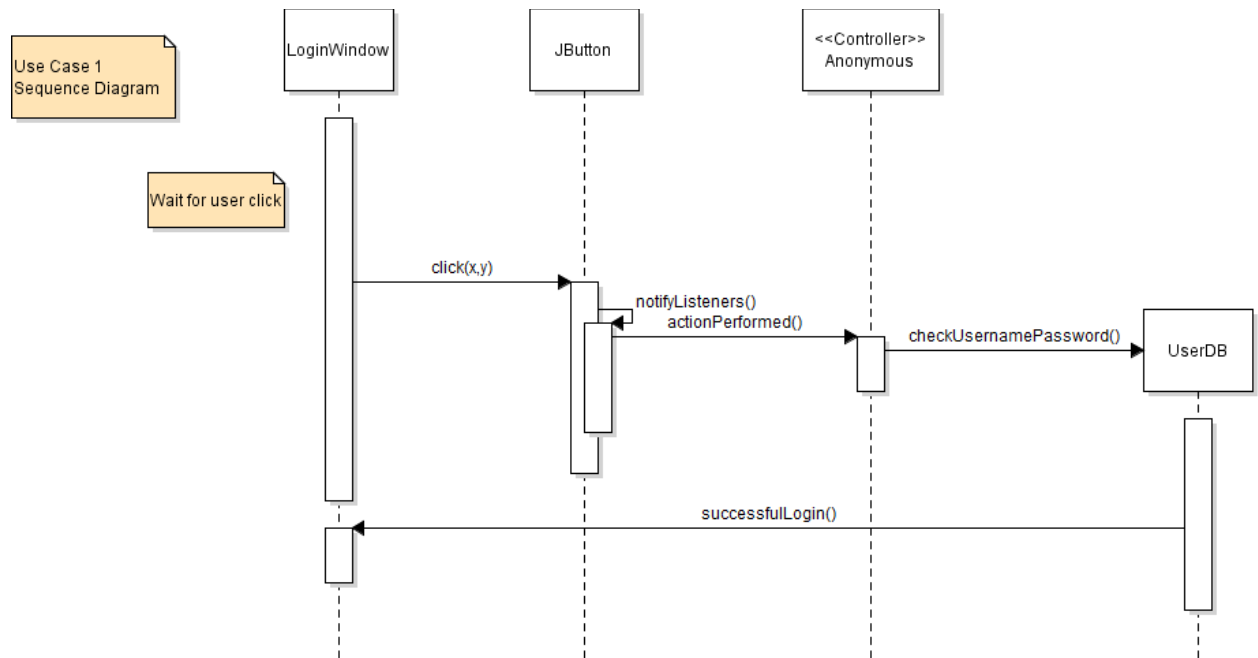 Use Case 1
Sequence Diagram
LoginWindow
JButton
<<Controller>>
Anonymous
Wait for user click
click(x,y)
notifyListeners()
actionPerformed()
checkUsernamePassword()
UserDB
successfulLogin()